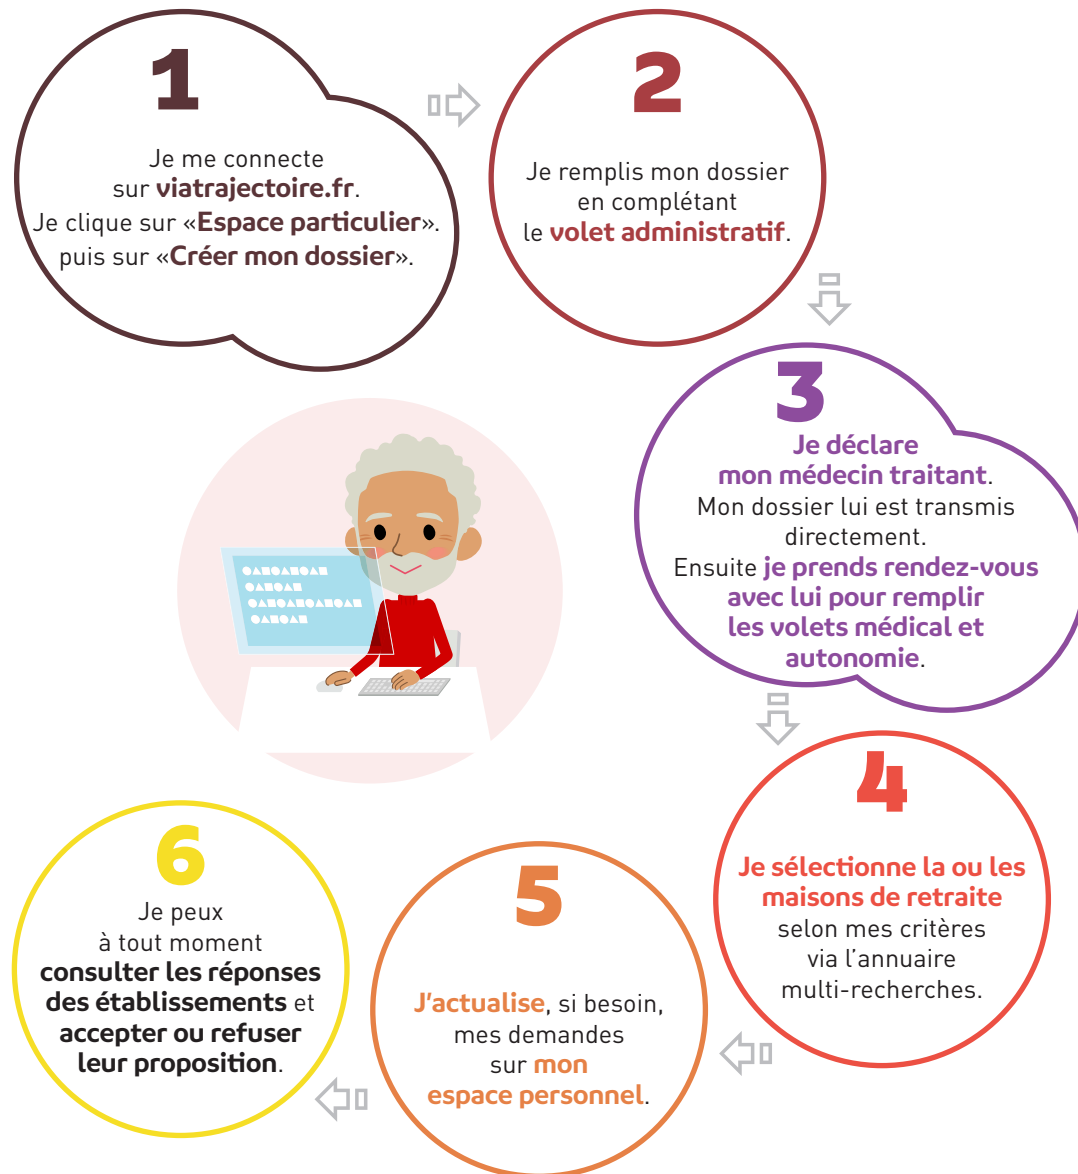 1
Je me connecte
sur viatrajectoire.fr.
Je clique sur «Espace particulier».
puis sur «Créer mon dossier».
2
Je remplis mon dossier
en complétant
le volet administratif.
3
Je déclare
mon médecin traitant.
Mon dossier lui est transmis
directement.
Ensuite je prends rendez-vous
avec lui pour remplir
les volets médical et
autonomie.
4
Je sélectionne la ou les
maisons de retraite
selon mes critères
via l'annuaire
multi-recherches.
5
J'actualise, si besoin,
mes demandes
sur mon
espace personnel.
6
Je peux
à tout moment
consulter les réponses
des établissements et
accepter ou refuser
leur proposition.